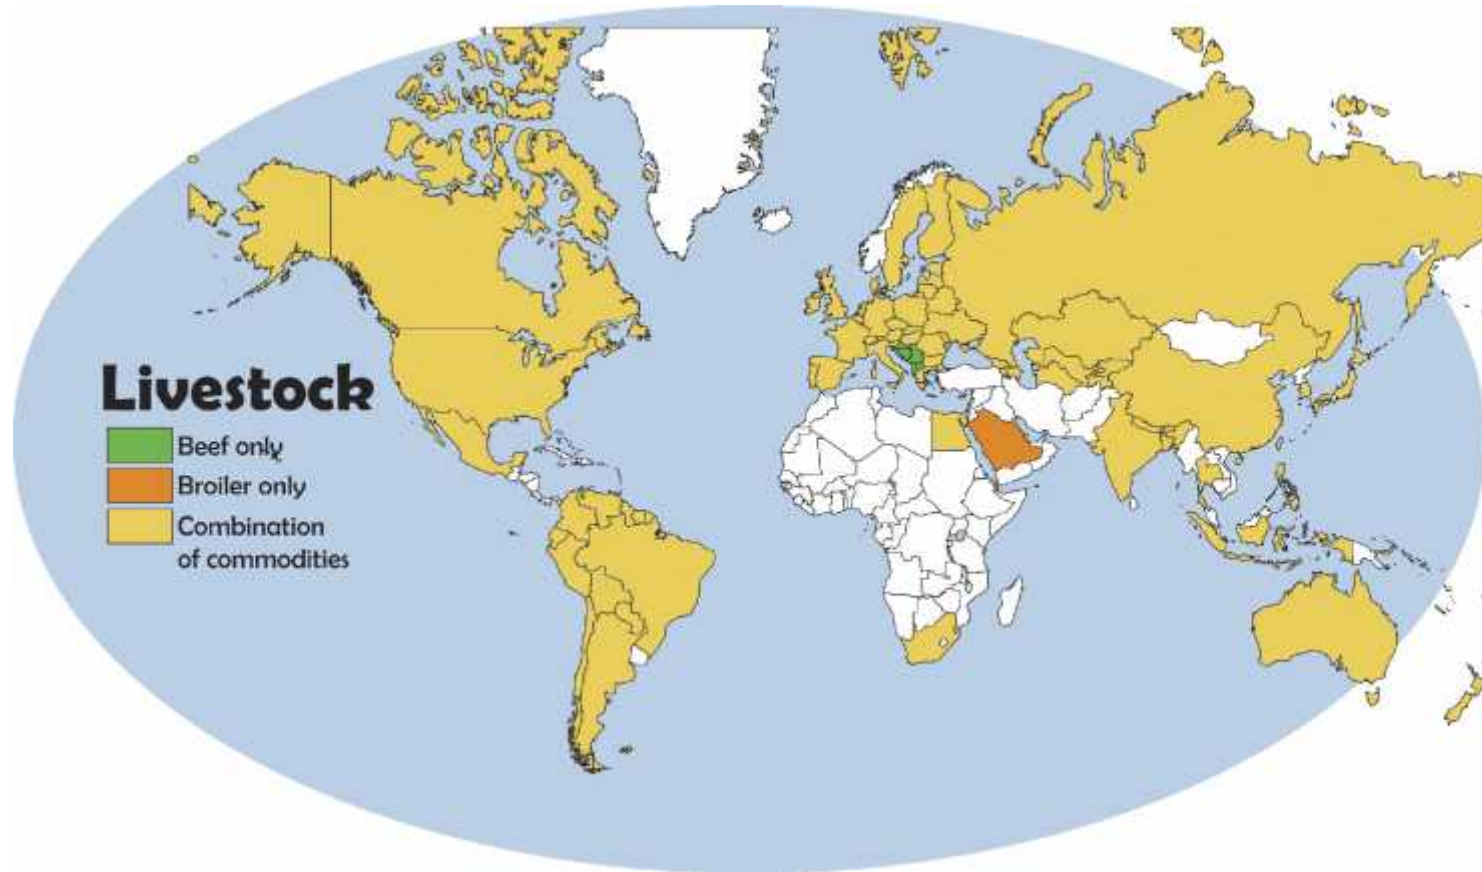 Livestock
Beef only
Broiler only
Combination
of commodities